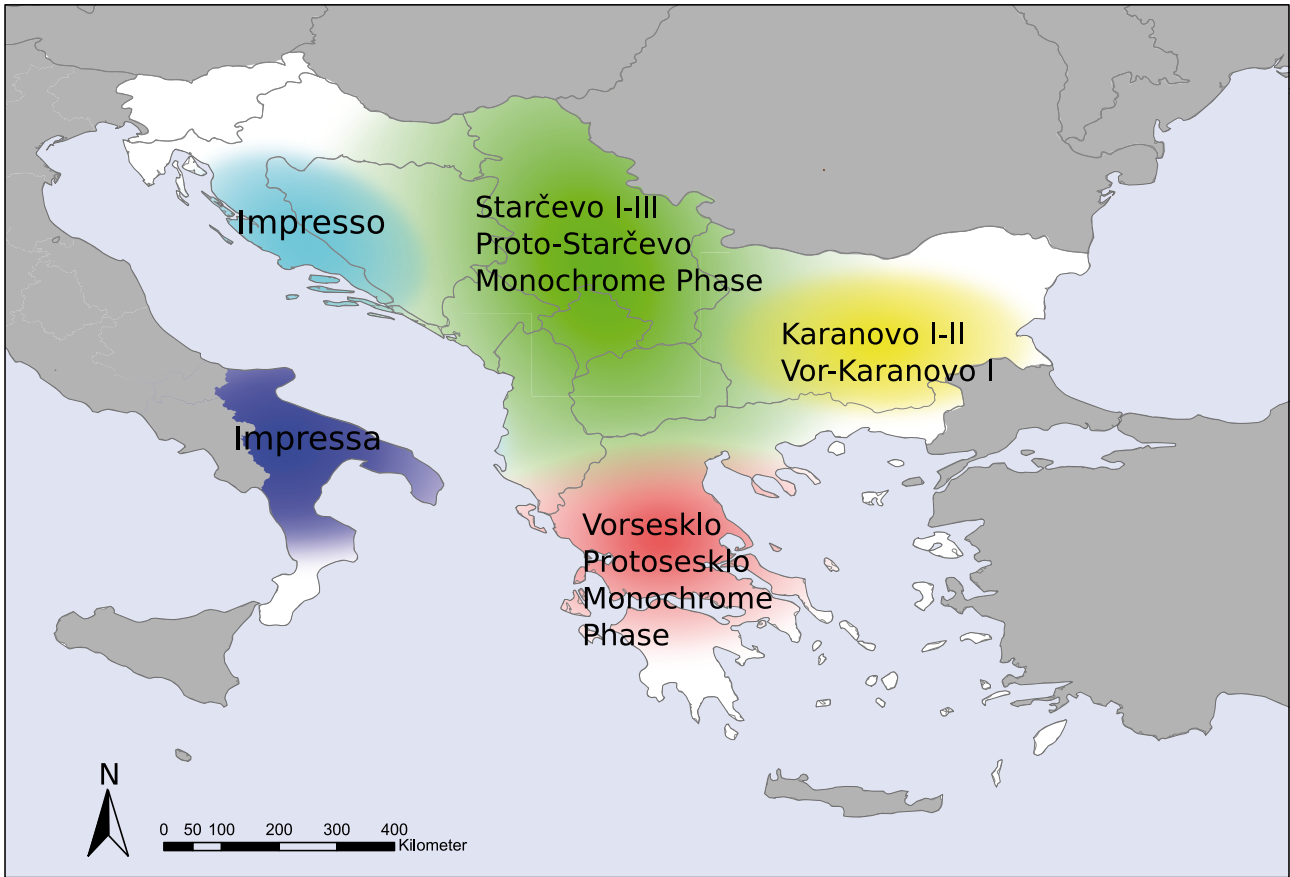 Impresso
Starčevo I-III
Proto-Starčevo
Monochrome Phase
Karanovo I-II
Vor-Karanovo I
Impressa
Vorsesklo
Protosesklo
Monochrome
Phase
N
0 50 100 200 300 400
Kilometer